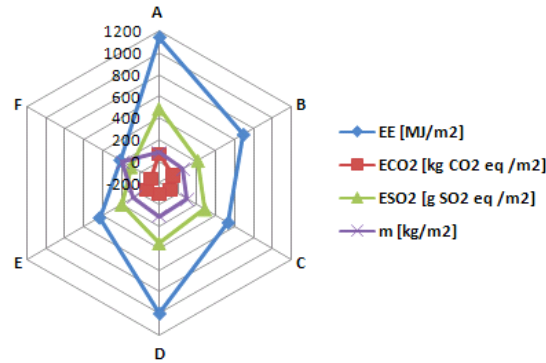 A
1200
1000
800
600
400
200
0
-200
F
B
E
C
D
EE [MJ/m2]
ECO2 [kg CO2 eq /m2]
ESO2 [g SO2 eq /m2]
m [kg/m2]